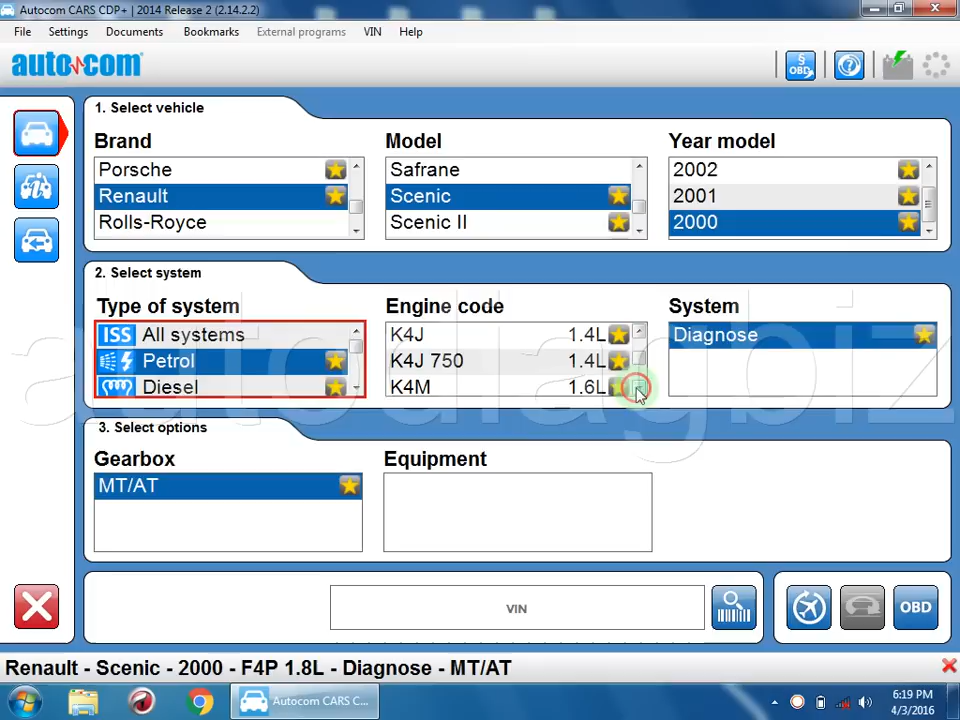 Autocom CARS CDP+ | 2014 Release 2 (2.14.2.2)
File Settings Documents Bookmarks External programs VIN Help
auto com
§ OBD
1. Select vehicle
Brand Model Year model
Porsche Safrane 2002
Renault Scenic 2001
Rolls-Royce Scenic II 2000
2. Select system
Type of system Engine code System
ISS All systems K4J 1.4L Diagnose
Petrol K4J 750 1.4L
Diesel K4M 1.6L
autodiagbiz
3. Select options
Gearbox Equipment
MT/AT
VIN OBD
Renault - Scenic - 2000 - F4P 1.8L - Diagnose - MT/AT
Autocom CARS C...
6:19 PM
4/3/2016